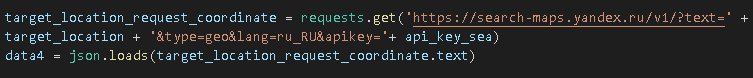 target_location_request_coordinate = requests.get('https://search-maps.yandex.ru/v1/?text=' +
target_location + '&type=geo&lang=ru_RU&apikey='+ api_key_sea)
data4 = json.loads(target_location_request_coordinate.text)